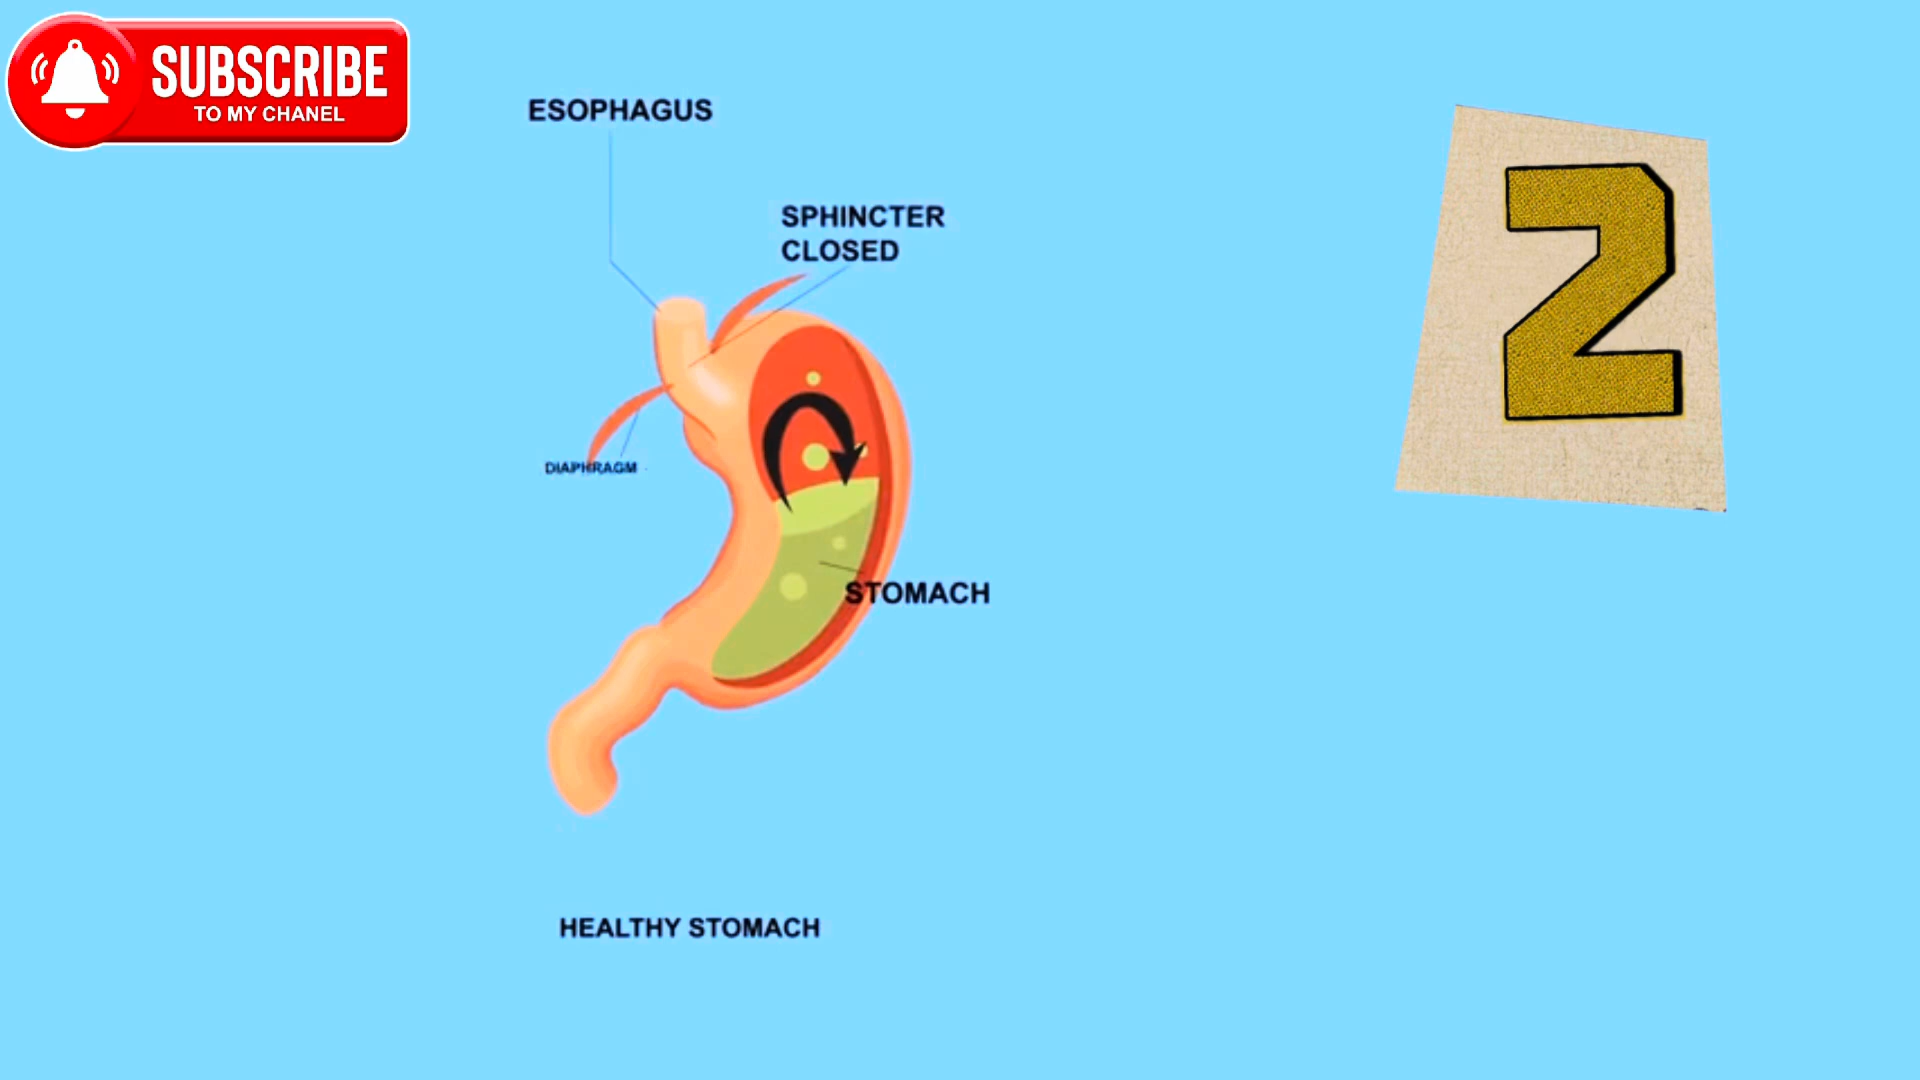 SUBSCRIBE
TO MY CHANEL
ESOPHAGUS
2
SPHINCTER
CLOSED
DIAPHRAGM
STOMACH
HEALTHY STOMACH